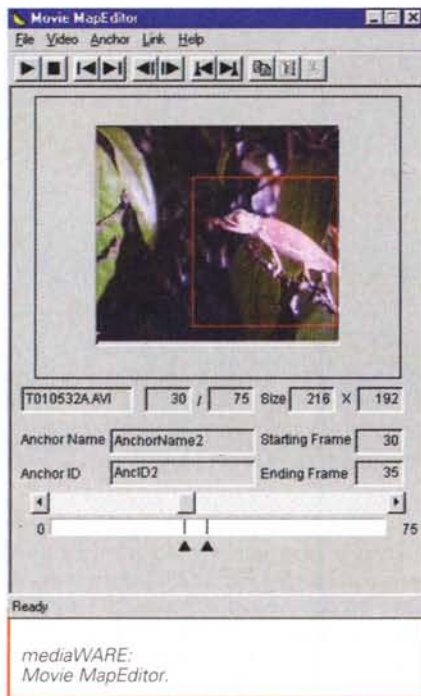 Movie MapEditor
File Video Anchor Link Help
T010532A.AVI 30 / 75 Size 216 X 192
Anchor Name AnchorName2 Starting Frame 30
Anchor ID AncID2 Ending Frame 35
0 75
Ready
mediaWARE:
Movie MapEditor.